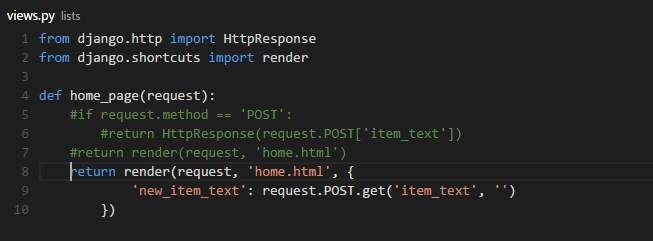 views.py lists
1 from django.http import HttpResponse
2 from django.shortcuts import render
3
4 def home_page(request):
5     #if request.method == 'POST':
6         #return HttpResponse(request.POST['item_text'])
7     #return render(request, 'home.html')
8     return render(request, 'home.html', {
9             'new_item_text': request.POST.get('item_text', '')
10         })